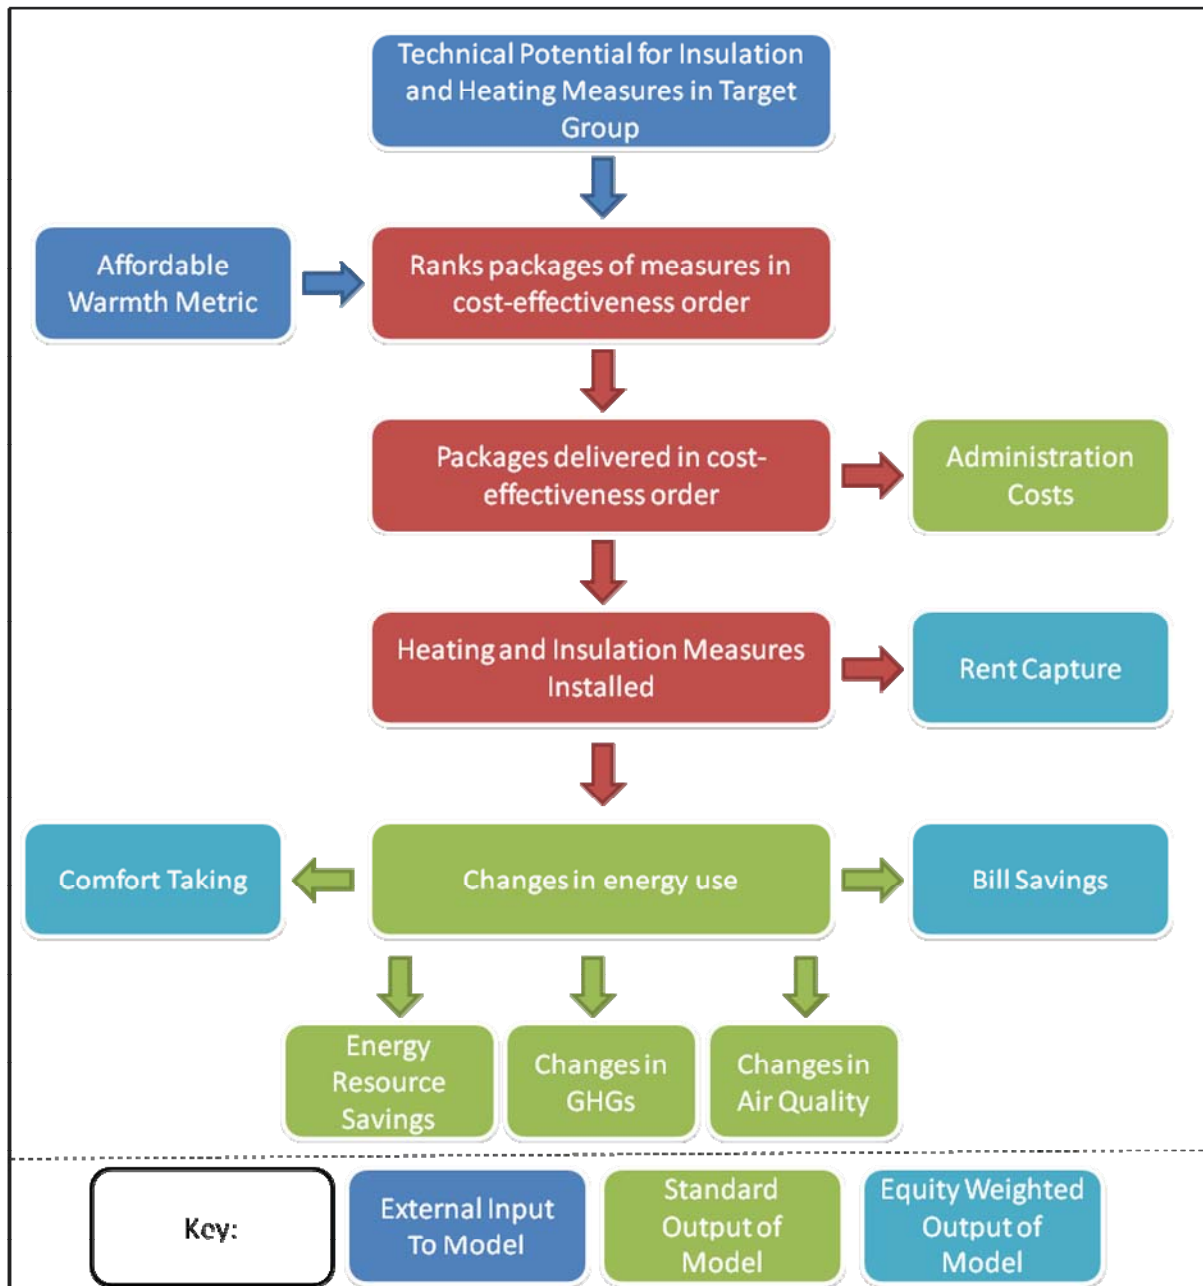 Technical Potential for Insulation
and Heating Measures in Target
Group
Affordable
Warmth Metric
Ranks packages of measures in
cost-effectiveness order
Packages delivered in cost-
effectiveness order
Administration
Costs
Heating and Insulation Measures
Installed
Rent Capture
Comfort Taking
Changes in energy use
Bill Savings
Energy
Resource
Savings
Changes in
GHGs
Changes in
Air Quality
Key:
External Input
To Model
Standard
Output of
Model
Equity Weighted
Output of
Model